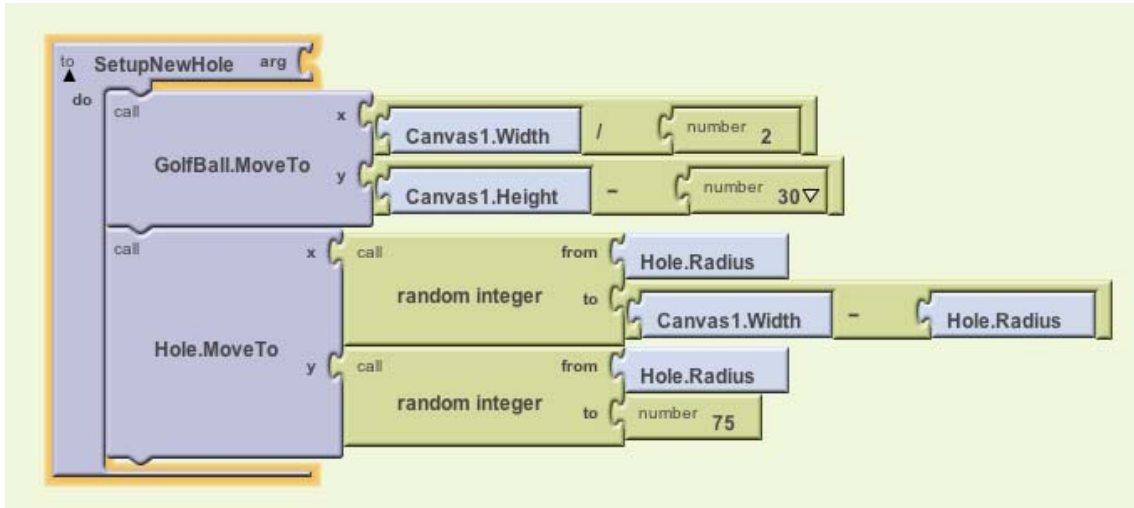 to SetupNewHole arg
do
call
GolfBall.MoveTo
x Canvas1.Width / number 2
y Canvas1.Height - number 30
call
Hole.MoveTo
x call random integer
from Hole.Radius
to Canvas1.Width - Hole.Radius
y call random integer
from Hole.Radius
to number 75